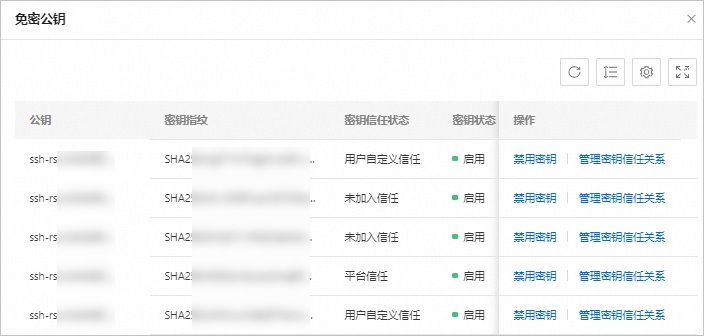 免密公钥
公钥 密钥指纹 密钥信任状态 密钥状态 操作
ssh-rs SHA25 .. 用户自定义信任 启用 禁用密钥 管理密钥信任关系
ssh-rs SHA25 .. 未加入信任 启用 禁用密钥 管理密钥信任关系
ssh-rs SHA2 .. 未加入信任 启用 禁用密钥 管理密钥信任关系
ssh-rs SHA2 .. 平台信任 启用 禁用密钥 管理密钥信任关系
ssh-rs SHA2 .. 用户自定义信任 启用 禁用密钥 管理密钥信任关系